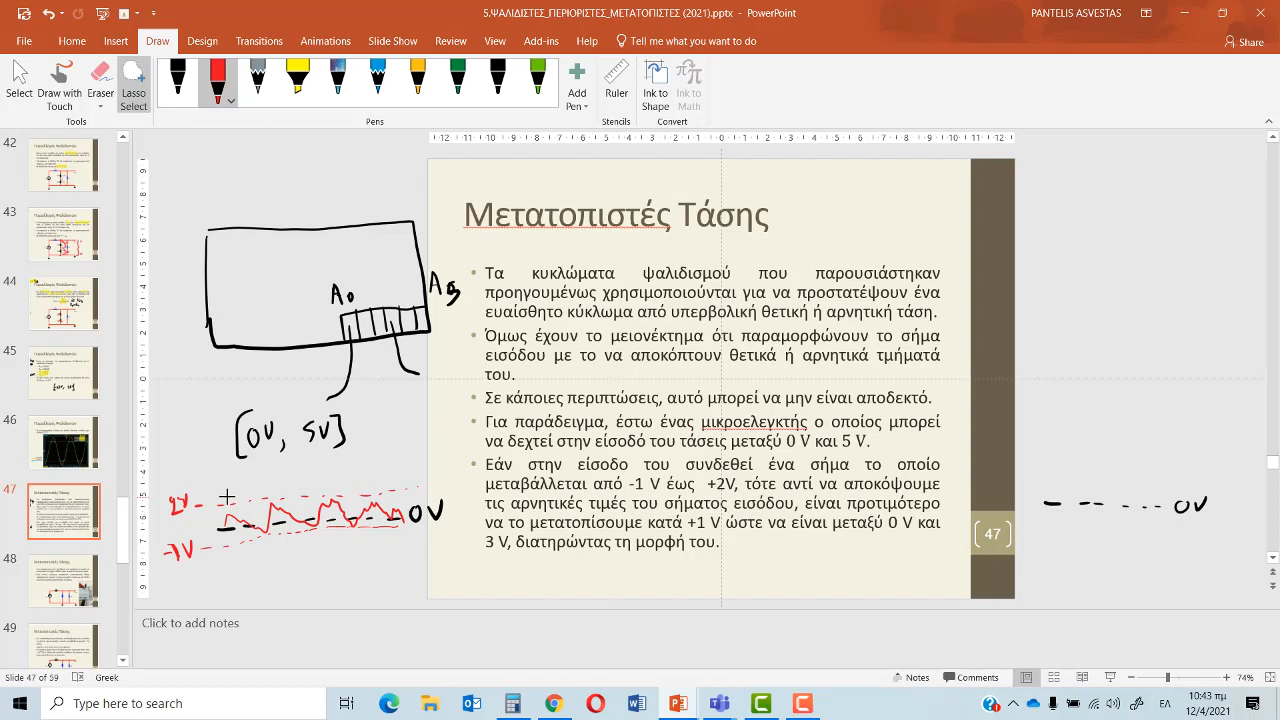 5.ΨΑΛΙΔΙΣΤΕΣ_ΠΕΡΙΟΡΙΣΤΕΣ_ΜΕΤΑΤΟΠΙΣΤΕΣ (2021).pptx - PowerPoint
PANTELIS ASVESTAS
File Home Insert Draw Design Transitions Animations Slide Show Review View Add-ins Help Tell me what you want to do
Share
Select Draw with Touch Eraser Lasso Select Add Pen Ruler Ink to Shape Ink to Math
Tools Pens Stencils Convert
42
43
44
45
46
47
48
49
Μετατοπιστές Τάσης
• Τα κυκλώματα ψαλιδισμού που παρουσιάστηκαν
προηγουμένως χρησιμοποιούνται για να προστατέψουν ένα
ευαίσθητο κύκλωμα από υπερβολική θετική ή αρνητική τάση.
• Όμως έχουν το μειονέκτημα ότι παραμορφώνουν το σήμα
εισόδου με το να αποκόπτουν θετικά ή αρνητικά τμήματά
του.
• Σε κάποιες περιπτώσεις, αυτό μπορεί να μην είναι αποδεκτό.
• Για παράδειγμα, έστω ένας μικροελεγκτής ο οποίος μπορεί
να δεχτεί στην είσοδό του τάσεις μεταξύ 0 V και 5 V.
• Εάν στην είσοδο του συνδεθεί ένα σήμα το οποίο
μεταβάλλεται από -1 V έως +2V, τότε αντί να αποκόψουμε
τις αρνητικές τιμές του σήματος εισόδου, είναι προτιμότερο
να το μετατοπίσουμε κατά +1 V ώστε να είναι μεταξύ 0 V και
3 V, διατηρώντας τη μορφή του.
47
A0
A5
[0V, 5V]
2V
0V
-1V
0V
Click to add notes
Slide 47 of 59 English Notes Comments 74%
Type here to search
10:43 πμ
12/4/2021